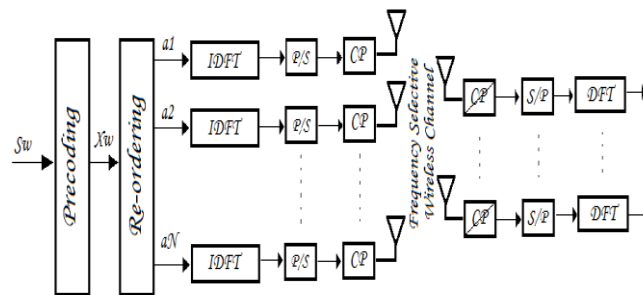 Sw
Precoding
Xw
Re-ordering
a1
IDFT
P/S
CP
a2
IDFT
P/S
CP
aN
IDFT
P/S
CP
Frequency Selective
Wireless Channel
CP
S/P
DFT
CP
S/P
DFT